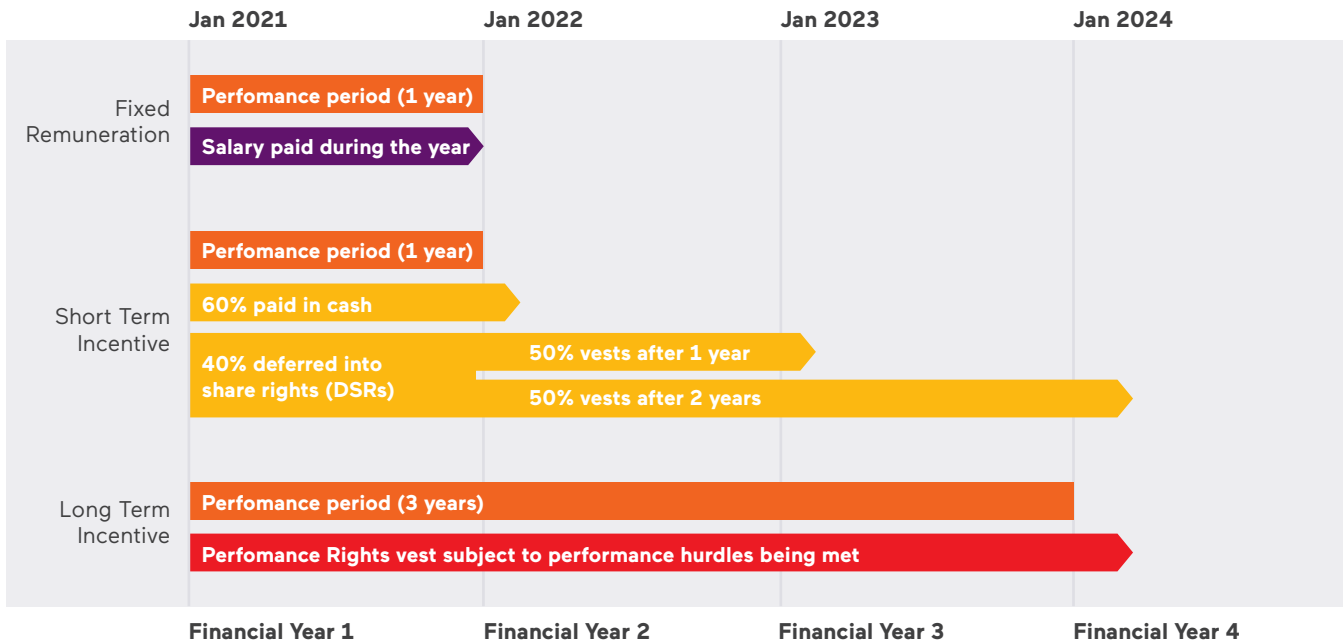 Jan 2021
Jan 2022
Jan 2023
Jan 2024
Fixed
Remuneration
Perfomance period (1 year)
Salary paid during the year
Short Term
Incentive
Perfomance period (1 year)
60% paid in cash
40% deferred into
share rights (DSRs)
50% vests after 1 year
50% vests after 2 years
Long Term
Incentive
Perfomance period (3 years)
Perfomance Rights vest subject to performance hurdles being met
Financial Year 1
Financial Year 2
Financial Year 3
Financial Year 4